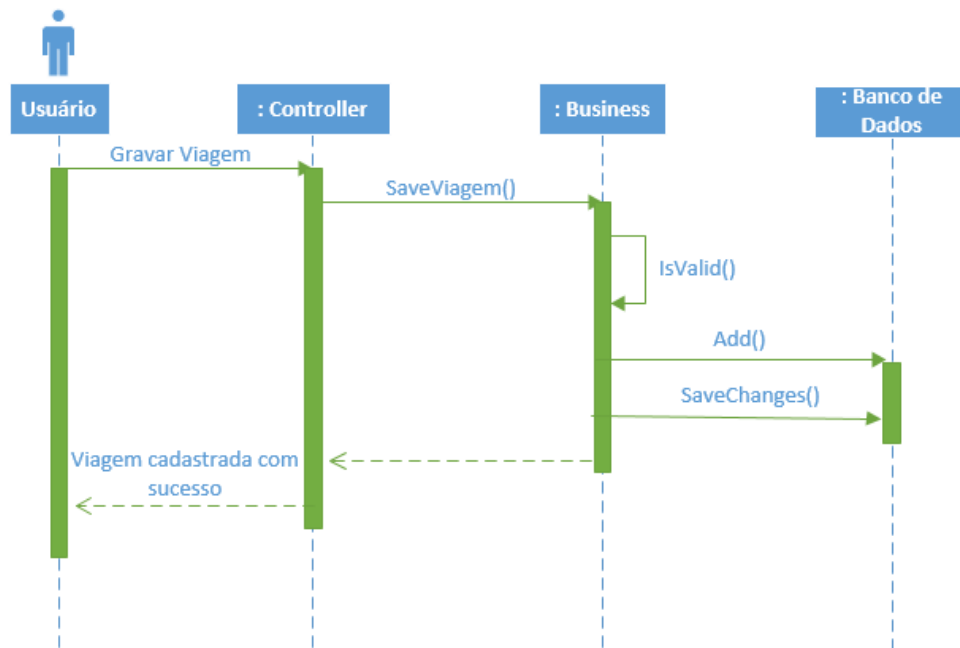 Usuário
: Controller
: Business
: Banco de
Dados
Gravar Viagem
SaveViagem()
IsValid()
Add()
SaveChanges()
Viagem cadastrada com
sucesso